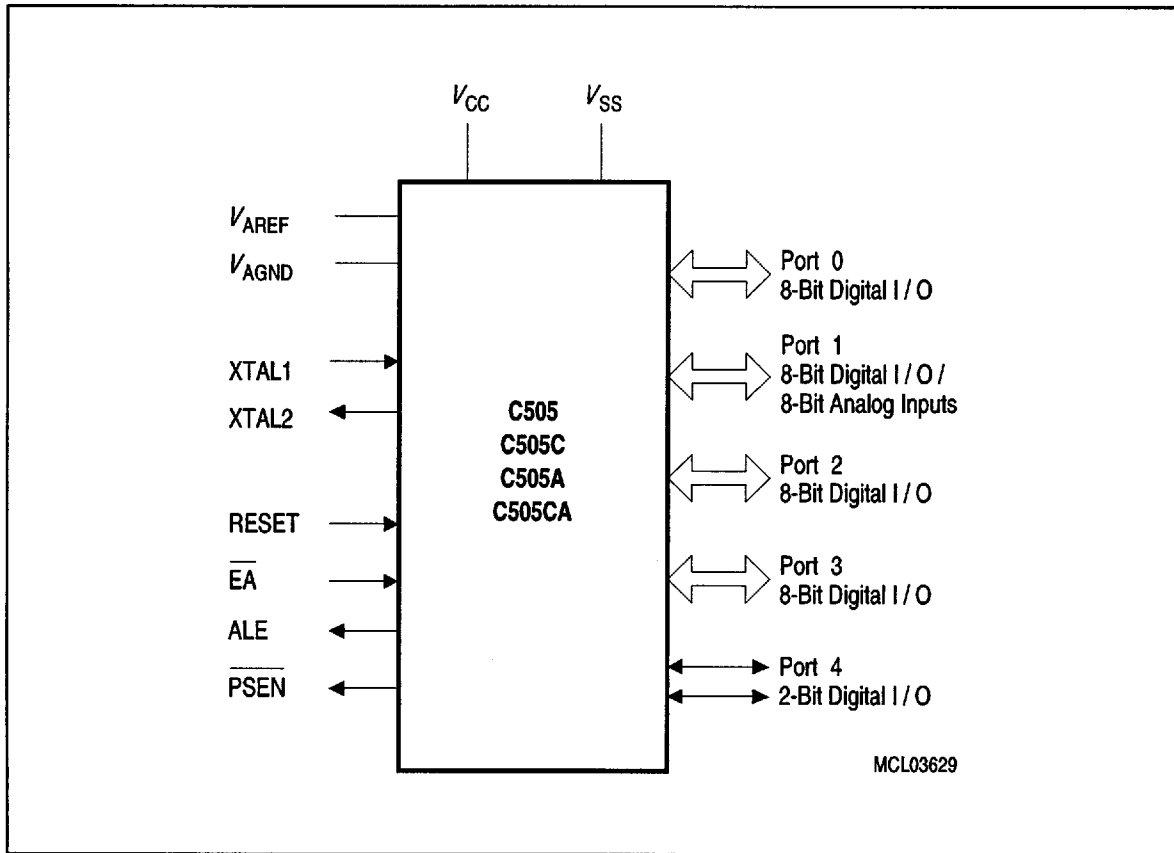 V_CC
V_SS
V_AREF
V_AGND
XTAL1
XTAL2
RESET
E̅A̅
ALE
P̅S̅E̅N̅
C505
C505C
C505A
C505CA
Port 0
8-Bit Digital I / O
Port 1
8-Bit Digital I / O /
8-Bit Analog Inputs
Port 2
8-Bit Digital I / O
Port 3
8-Bit Digital I / O
Port 4
2-Bit Digital I / O
MCL03629